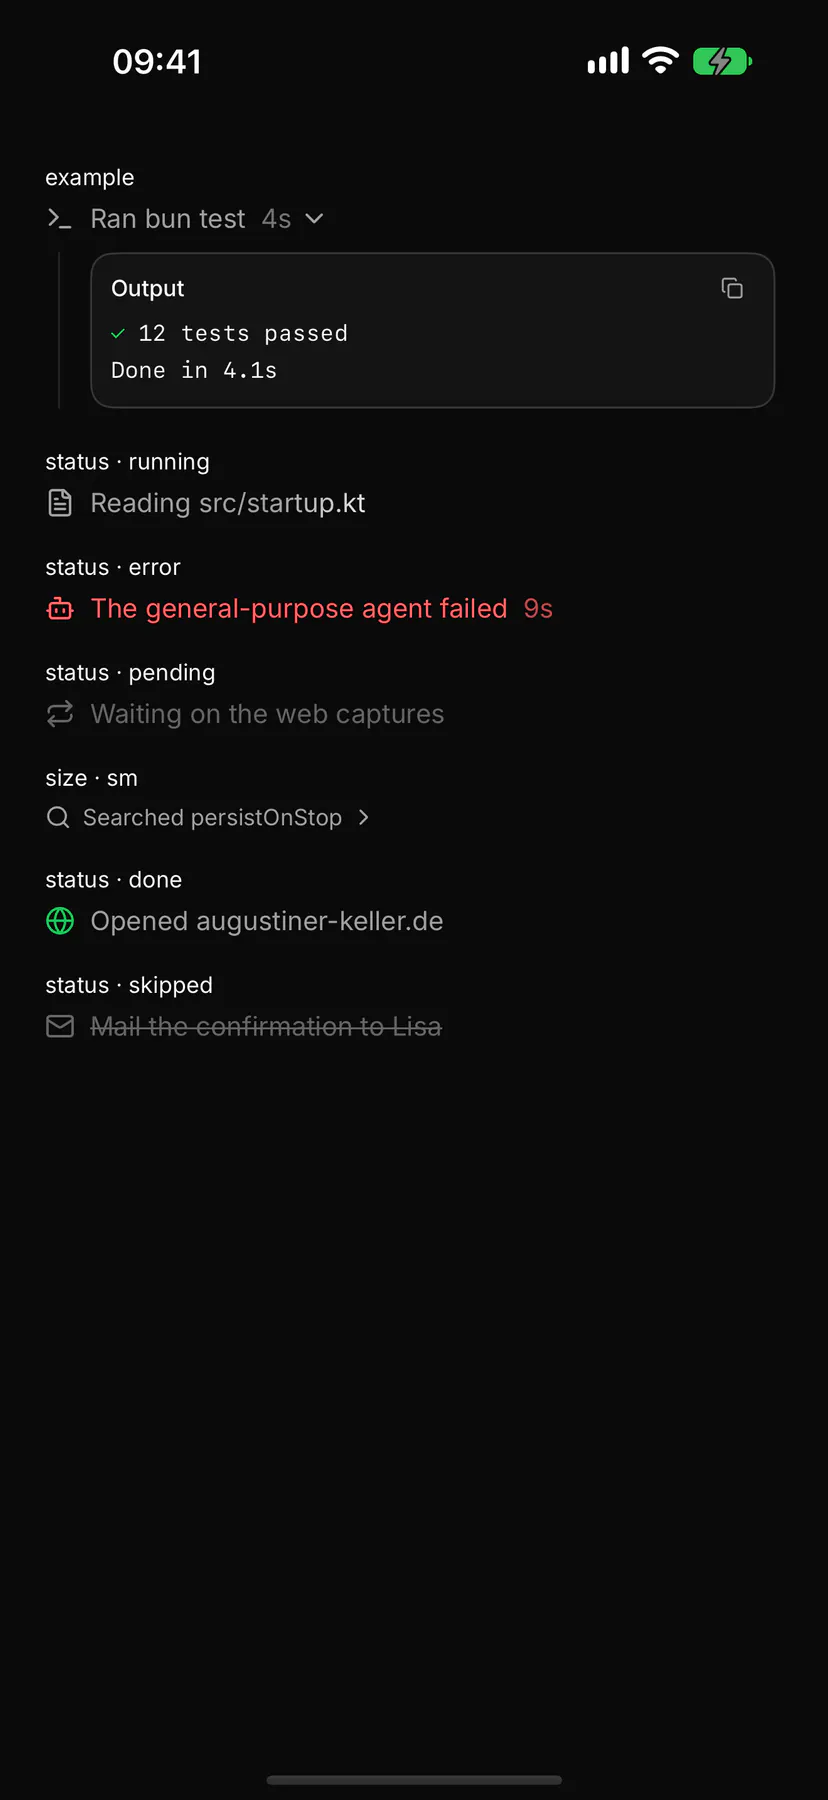 09:41
example
Ran bun test 4s
Output
✓ 12 tests passed
Done in 4.1s
status · running
Reading src/startup.kt
status · error
The general-purpose agent failed 9s
status · pending
Waiting on the web captures
size · sm
Searched persistOnStop
status · done
Opened augustiner-keller.de
status · skipped
Mail the confirmation to Lisa